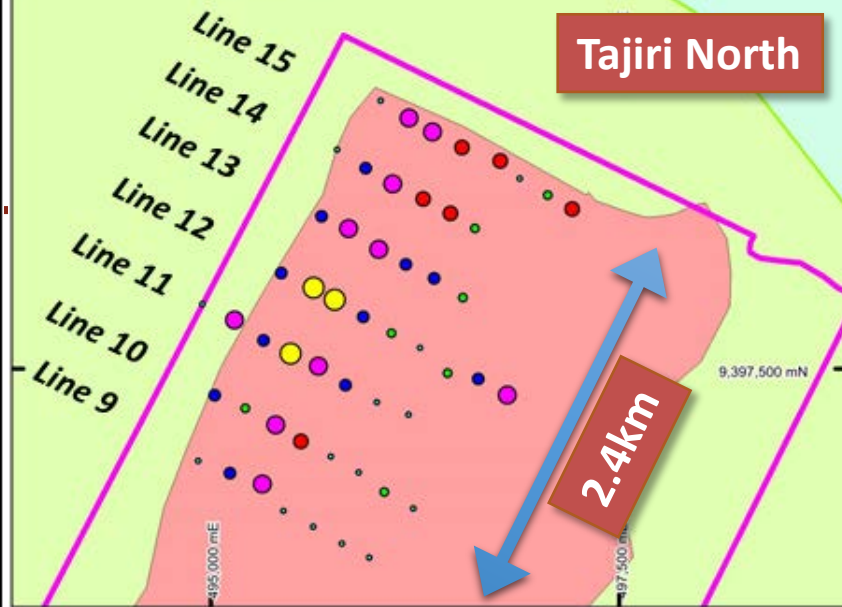 Tajiri North
Line 15
Line 14
Line 13
Line 12
Line 11
Line 10
Line 9
9,397,500 mN
2.4km
495,000 mE
497,500 mE